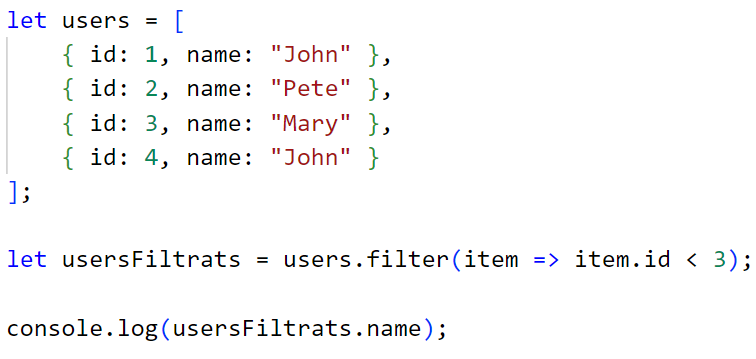 let users = [
    { id: 1, name: "John" },
    { id: 2, name: "Pete" },
    { id: 3, name: "Mary" },
    { id: 4, name: "John" }
];
let usersFiltrats = users.filter(item => item.id < 3);
console.log(usersFiltrats.name);